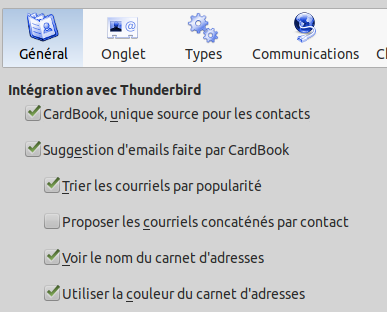 Général Onglet Types Communications
Intégration avec Thunderbird
CardBook, unique source pour les contacts
Suggestion d'emails faite par CardBook
Trier les courriels par popularité
Proposer les courriels concaténés par contact
Voir le nom du carnet d'adresses
Utiliser la couleur du carnet d'adresses